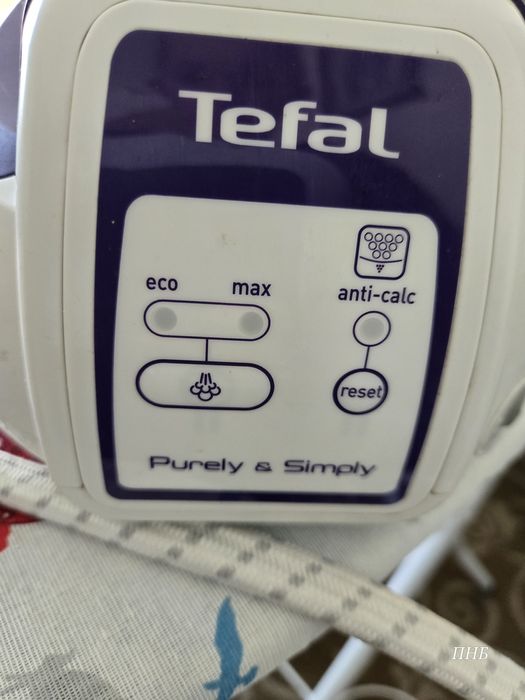 Tefal
eco
max
anti-calc
reset
Purely & Simply
ПНБ